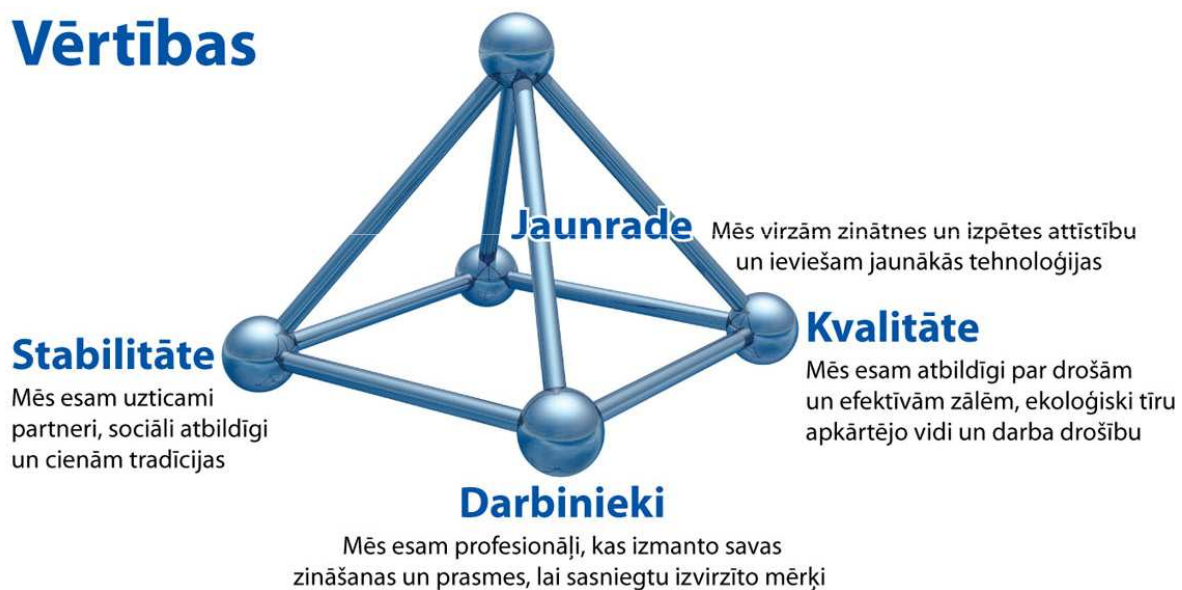 Vērtības
Jaunrade
Mēs virzām zinātnes un izpētes attīstību
un ieviešam jaunākās tehnoloģijas
Stabilitāte
Mēs esam uzticami
partneri, sociāli atbildīgi
un cienām tradīcijas
Kvalitāte
Mēs esam atbildīgi par drošām
un efektīvām zālēm, ekoloģiski tīru
apkārtējo vidi un darba drošību
Darbinieki
Mēs esam profesionāļi, kas izmanto savas
zināšanas un prasmes, lai sasniegtu izvirzīto mērķi